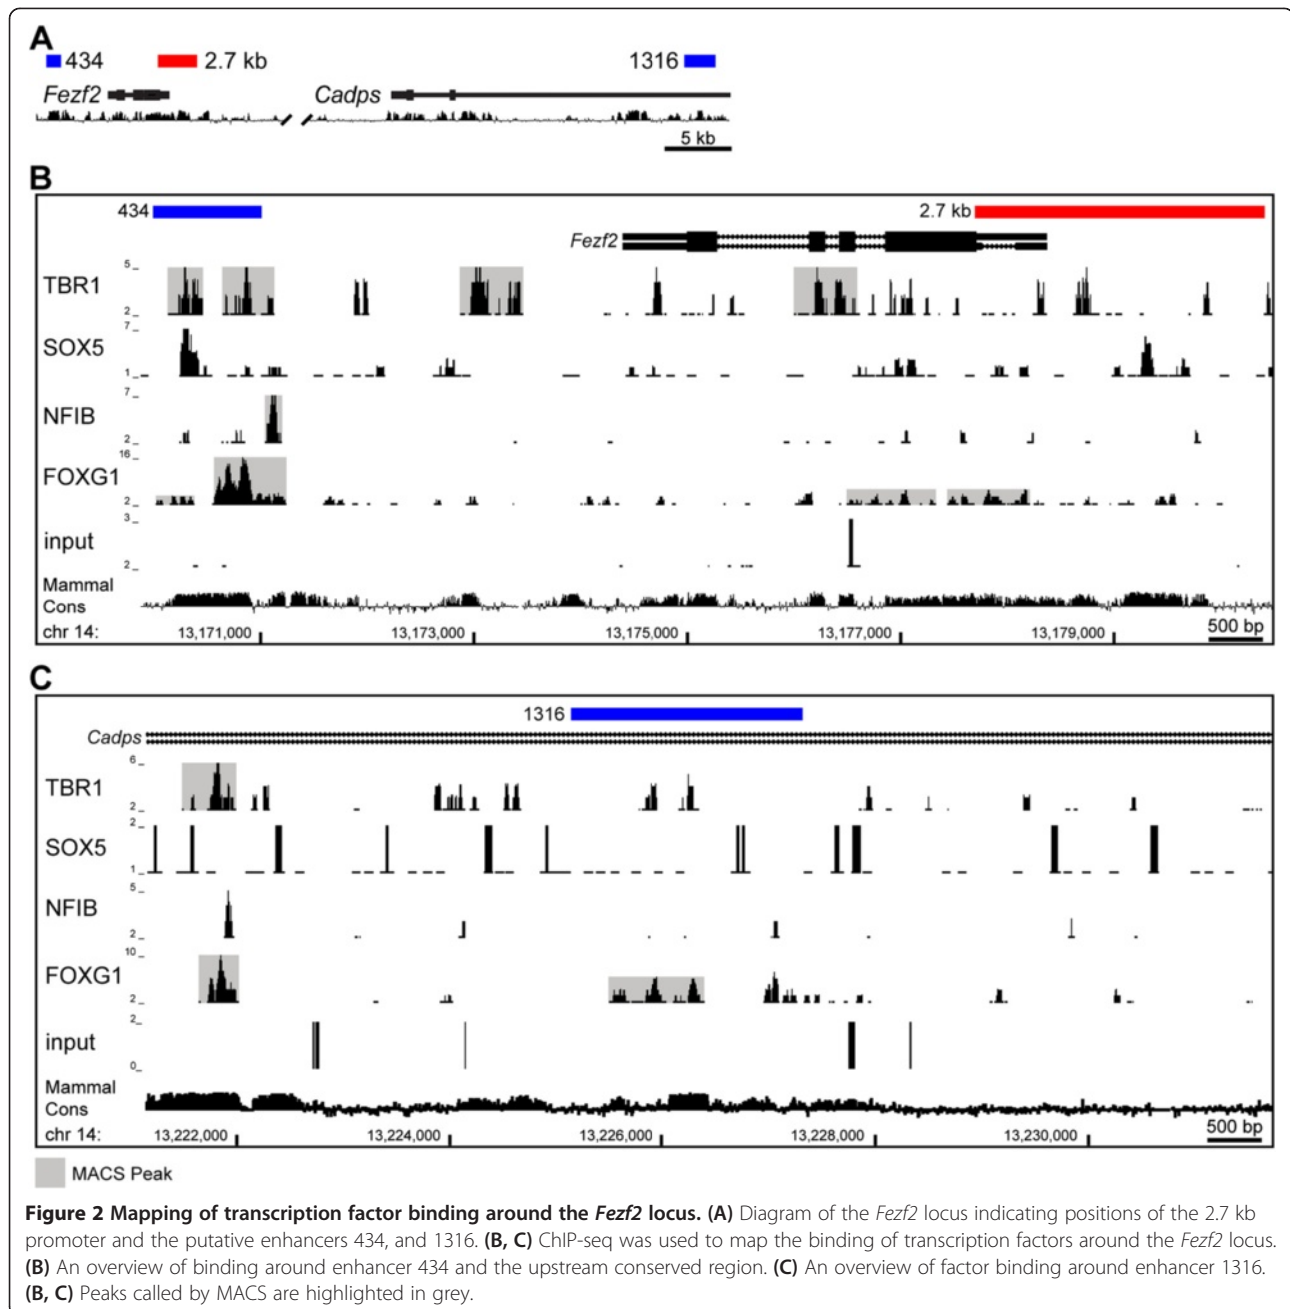 A
434
2.7 kb
1316
Fezf2
Cadps
5 kb
B
434
2.7 kb
Fezf2
TBR1
5 _
2 _
SOX5
7 _
1 _
NFIB
7 _
2 _
FOXG1
16 _
2 _
input
3 _
2 _
Mammal
Cons
chr 14:
13,171,000
13,173,000
13,175,000
13,177,000
13,179,000
500 bp
C
1316
Cadps
TBR1
6 _
2 _
SOX5
2 _
1 _
NFIB
5 _
2 _
FOXG1
10 _
2 _
input
2_
0_
Mammal
Cons
chr 14:
13,222,000
13,224,000
13,226,000
13,228,000
13,230,000
500 bp
MACS Peak
Figure 2 Mapping of transcription factor binding around the Fezf2 locus. (A) Diagram of the Fezf2 locus indicating positions of the 2.7 kb
promoter and the putative enhancers 434, and 1316. (B, C) ChIP-seq was used to map the binding of transcription factors around the Fezf2 locus.
(B) An overview of binding around enhancer 434 and the upstream conserved region. (C) An overview of factor binding around enhancer 1316.
(B, C) Peaks called by MACS are highlighted in grey.